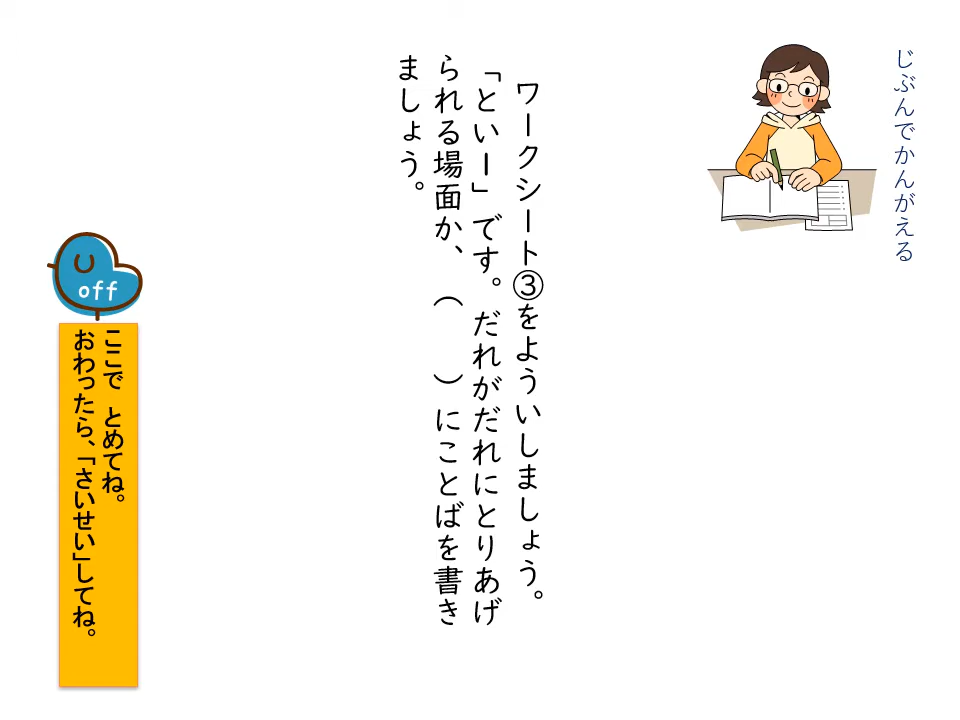 じぶんでかんがえる
ワークシート③をよういしましょう。
「といー」です。だれがだれにとりあげ
られる場面か、（　　）にことばを書き
ましょう。
off
ここで とめてね。
おわったら、「さいせい」してね。